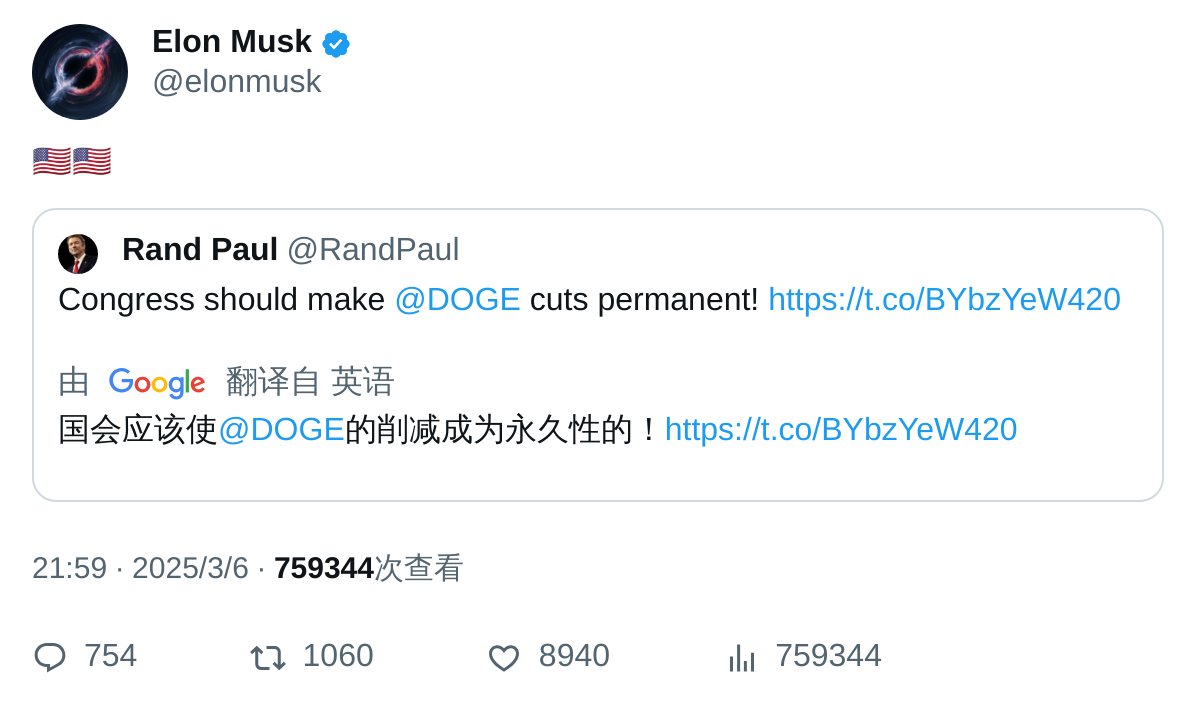 Elon Musk
@elonmusk
🇺🇸🇺🇸
Rand Paul @RandPaul
Congress should make @DOGE cuts permanent! https://t.co/BYbzYeW420
由 Google 翻译自 英语
国会应该使@DOGE的削减成为永久性的！https://t.co/BYbzYeW420
21:59 · 2025/3/6 · 759344次查看
754 1060 8940 759344